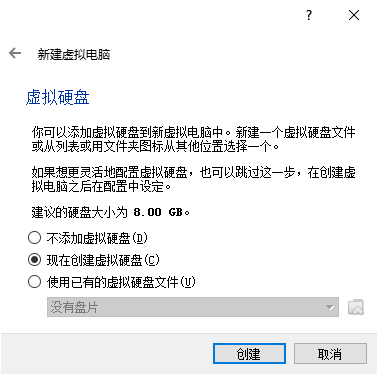 ?
新建虚拟电脑
虚拟硬盘
你可以添加虚拟硬盘到新虚拟电脑中。新建一个虚拟硬盘文件
或从列表或用文件夹图标从其他位置选择一个。
如果想更灵活地配置虚拟硬盘，也可以跳过这一步，在创建虚
拟电脑之后在配置中设定。
建议的硬盘大小为 8.00 GB。
不添加虚拟硬盘(D)
现在创建虚拟硬盘(C)
使用已有的虚拟硬盘文件(U)
没有盘片
创建
取消